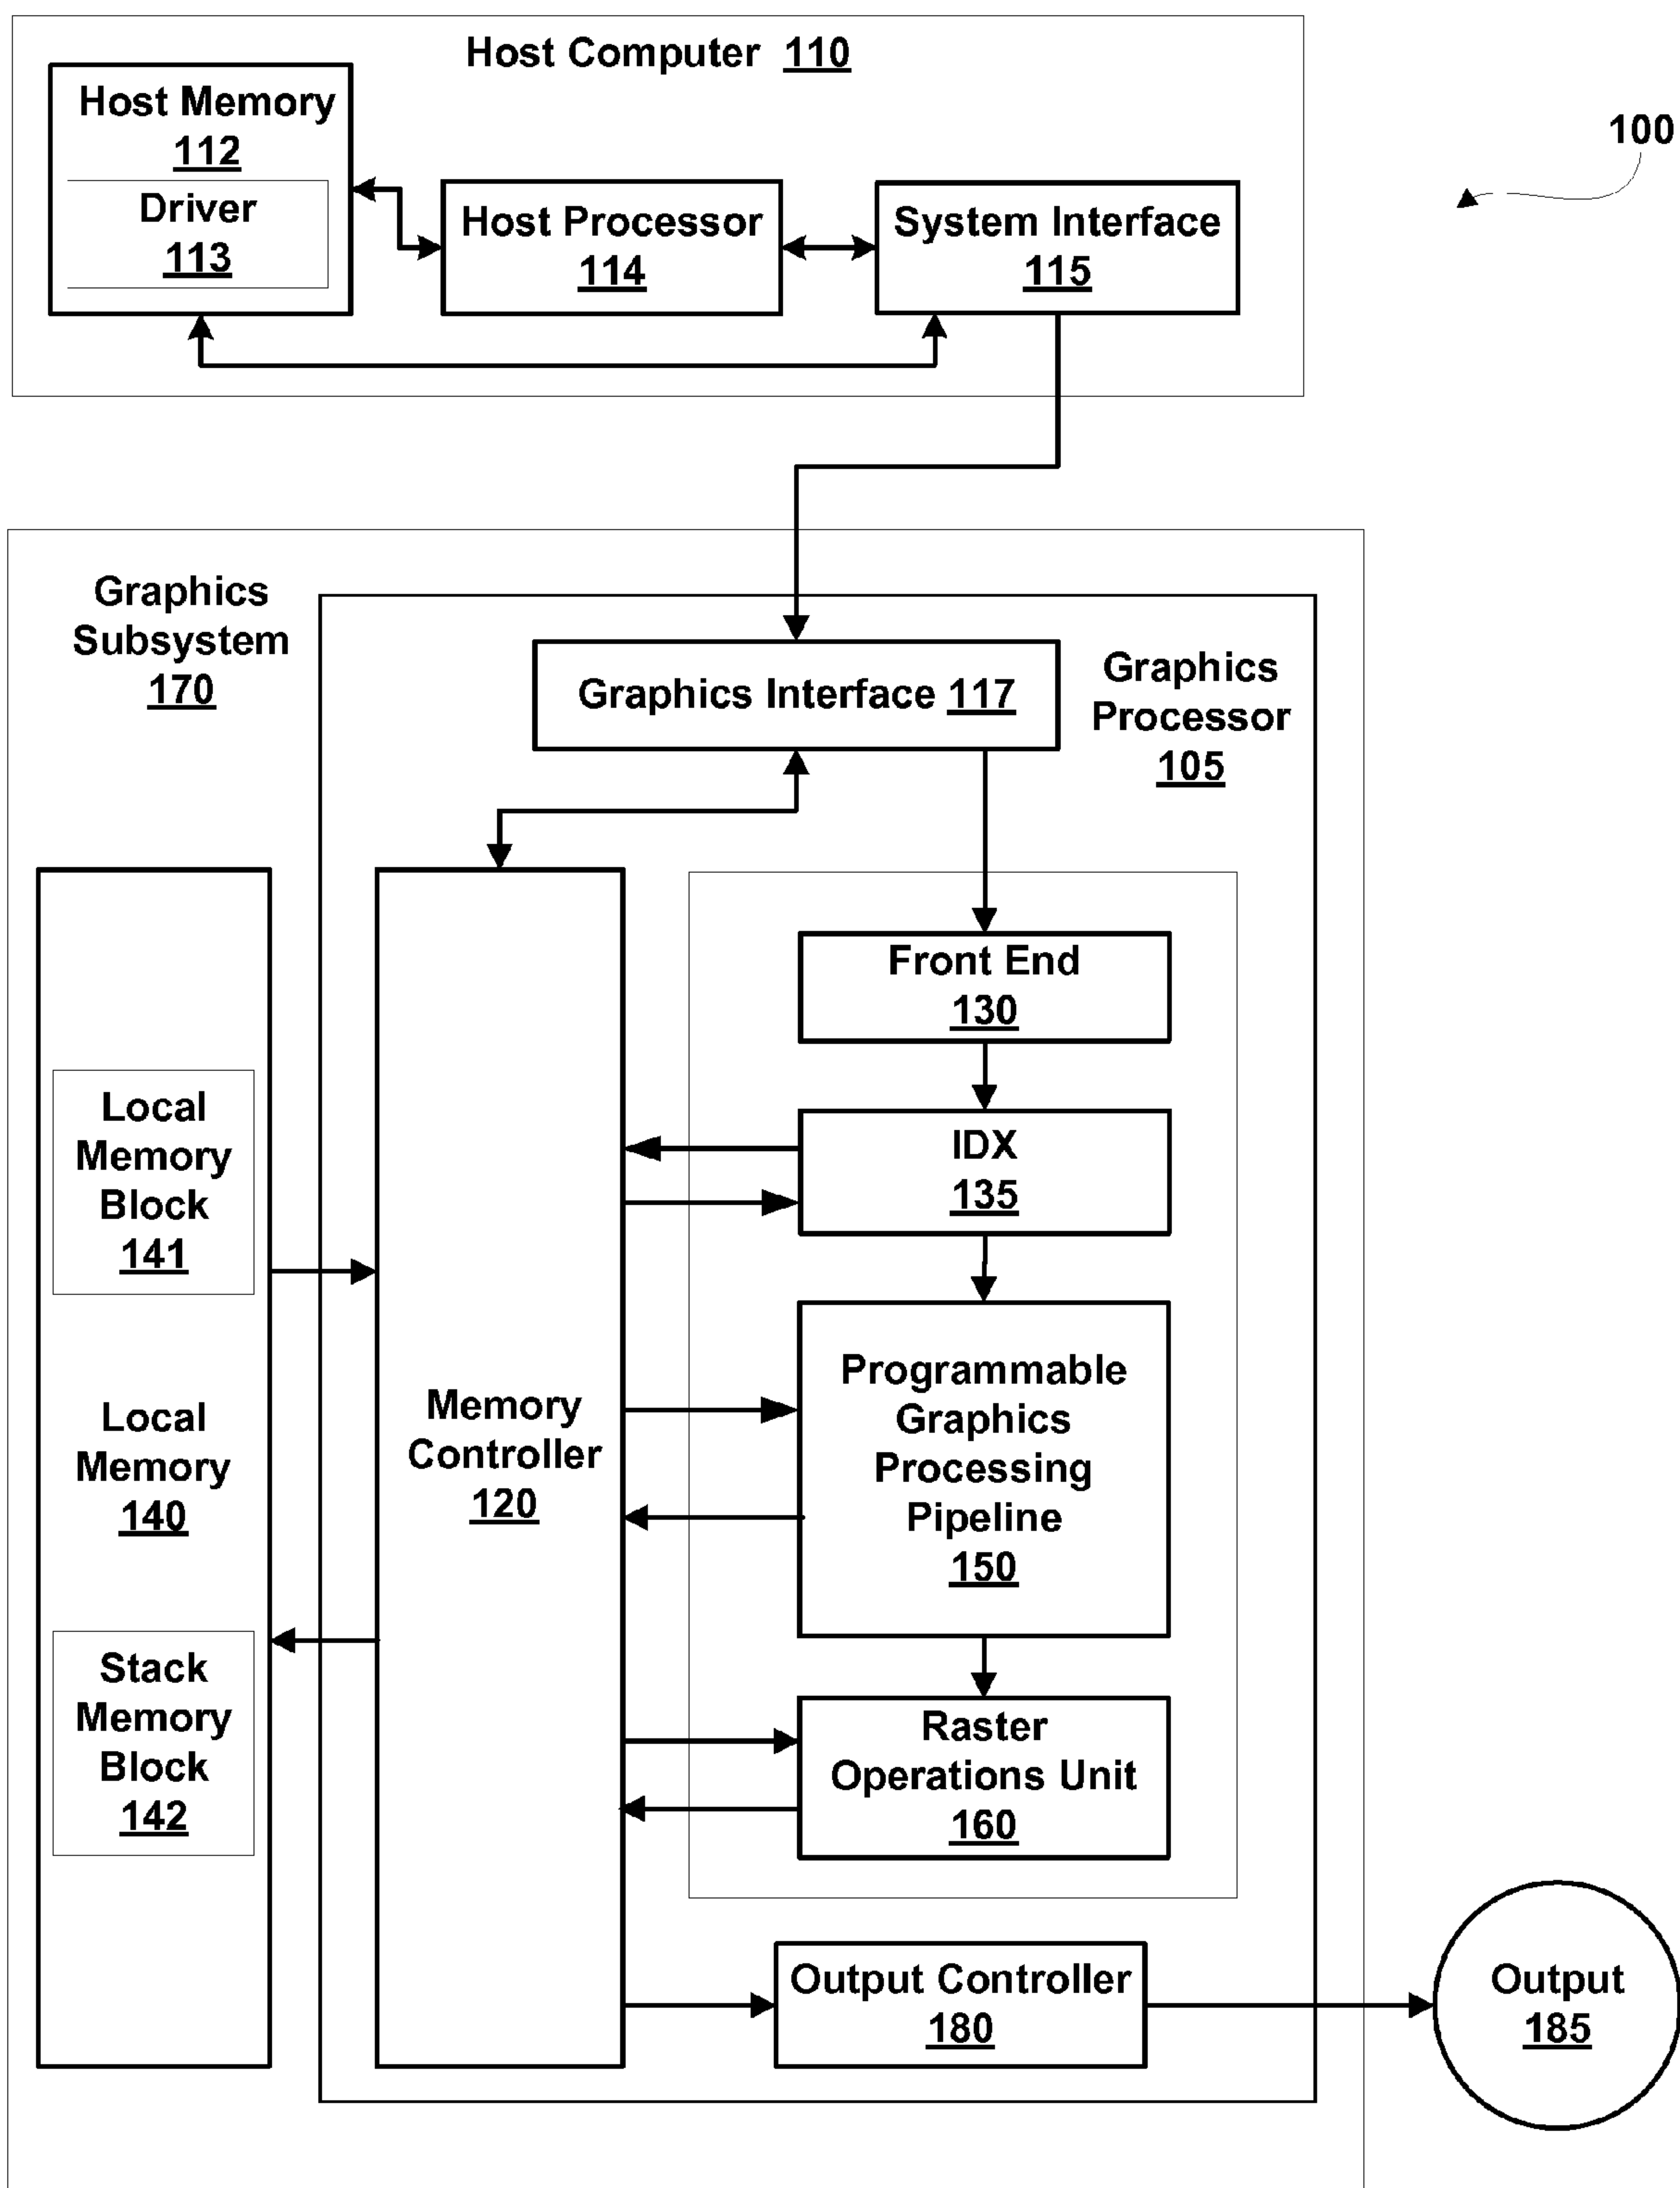 Host Computer 110
Host Memory
112
Driver
113
Host Processor
114
System Interface
115
100
Graphics
Subsystem
170
Graphics Interface 117
Graphics
Processor
105
Front End
130
IDX
135
Local
Memory
Block
141
Local
Memory
140
Stack
Memory
Block
142
Memory
Controller
120
Programmable
Graphics
Processing
Pipeline
150
Raster
Operations Unit
160
Output Controller
180
Output
185